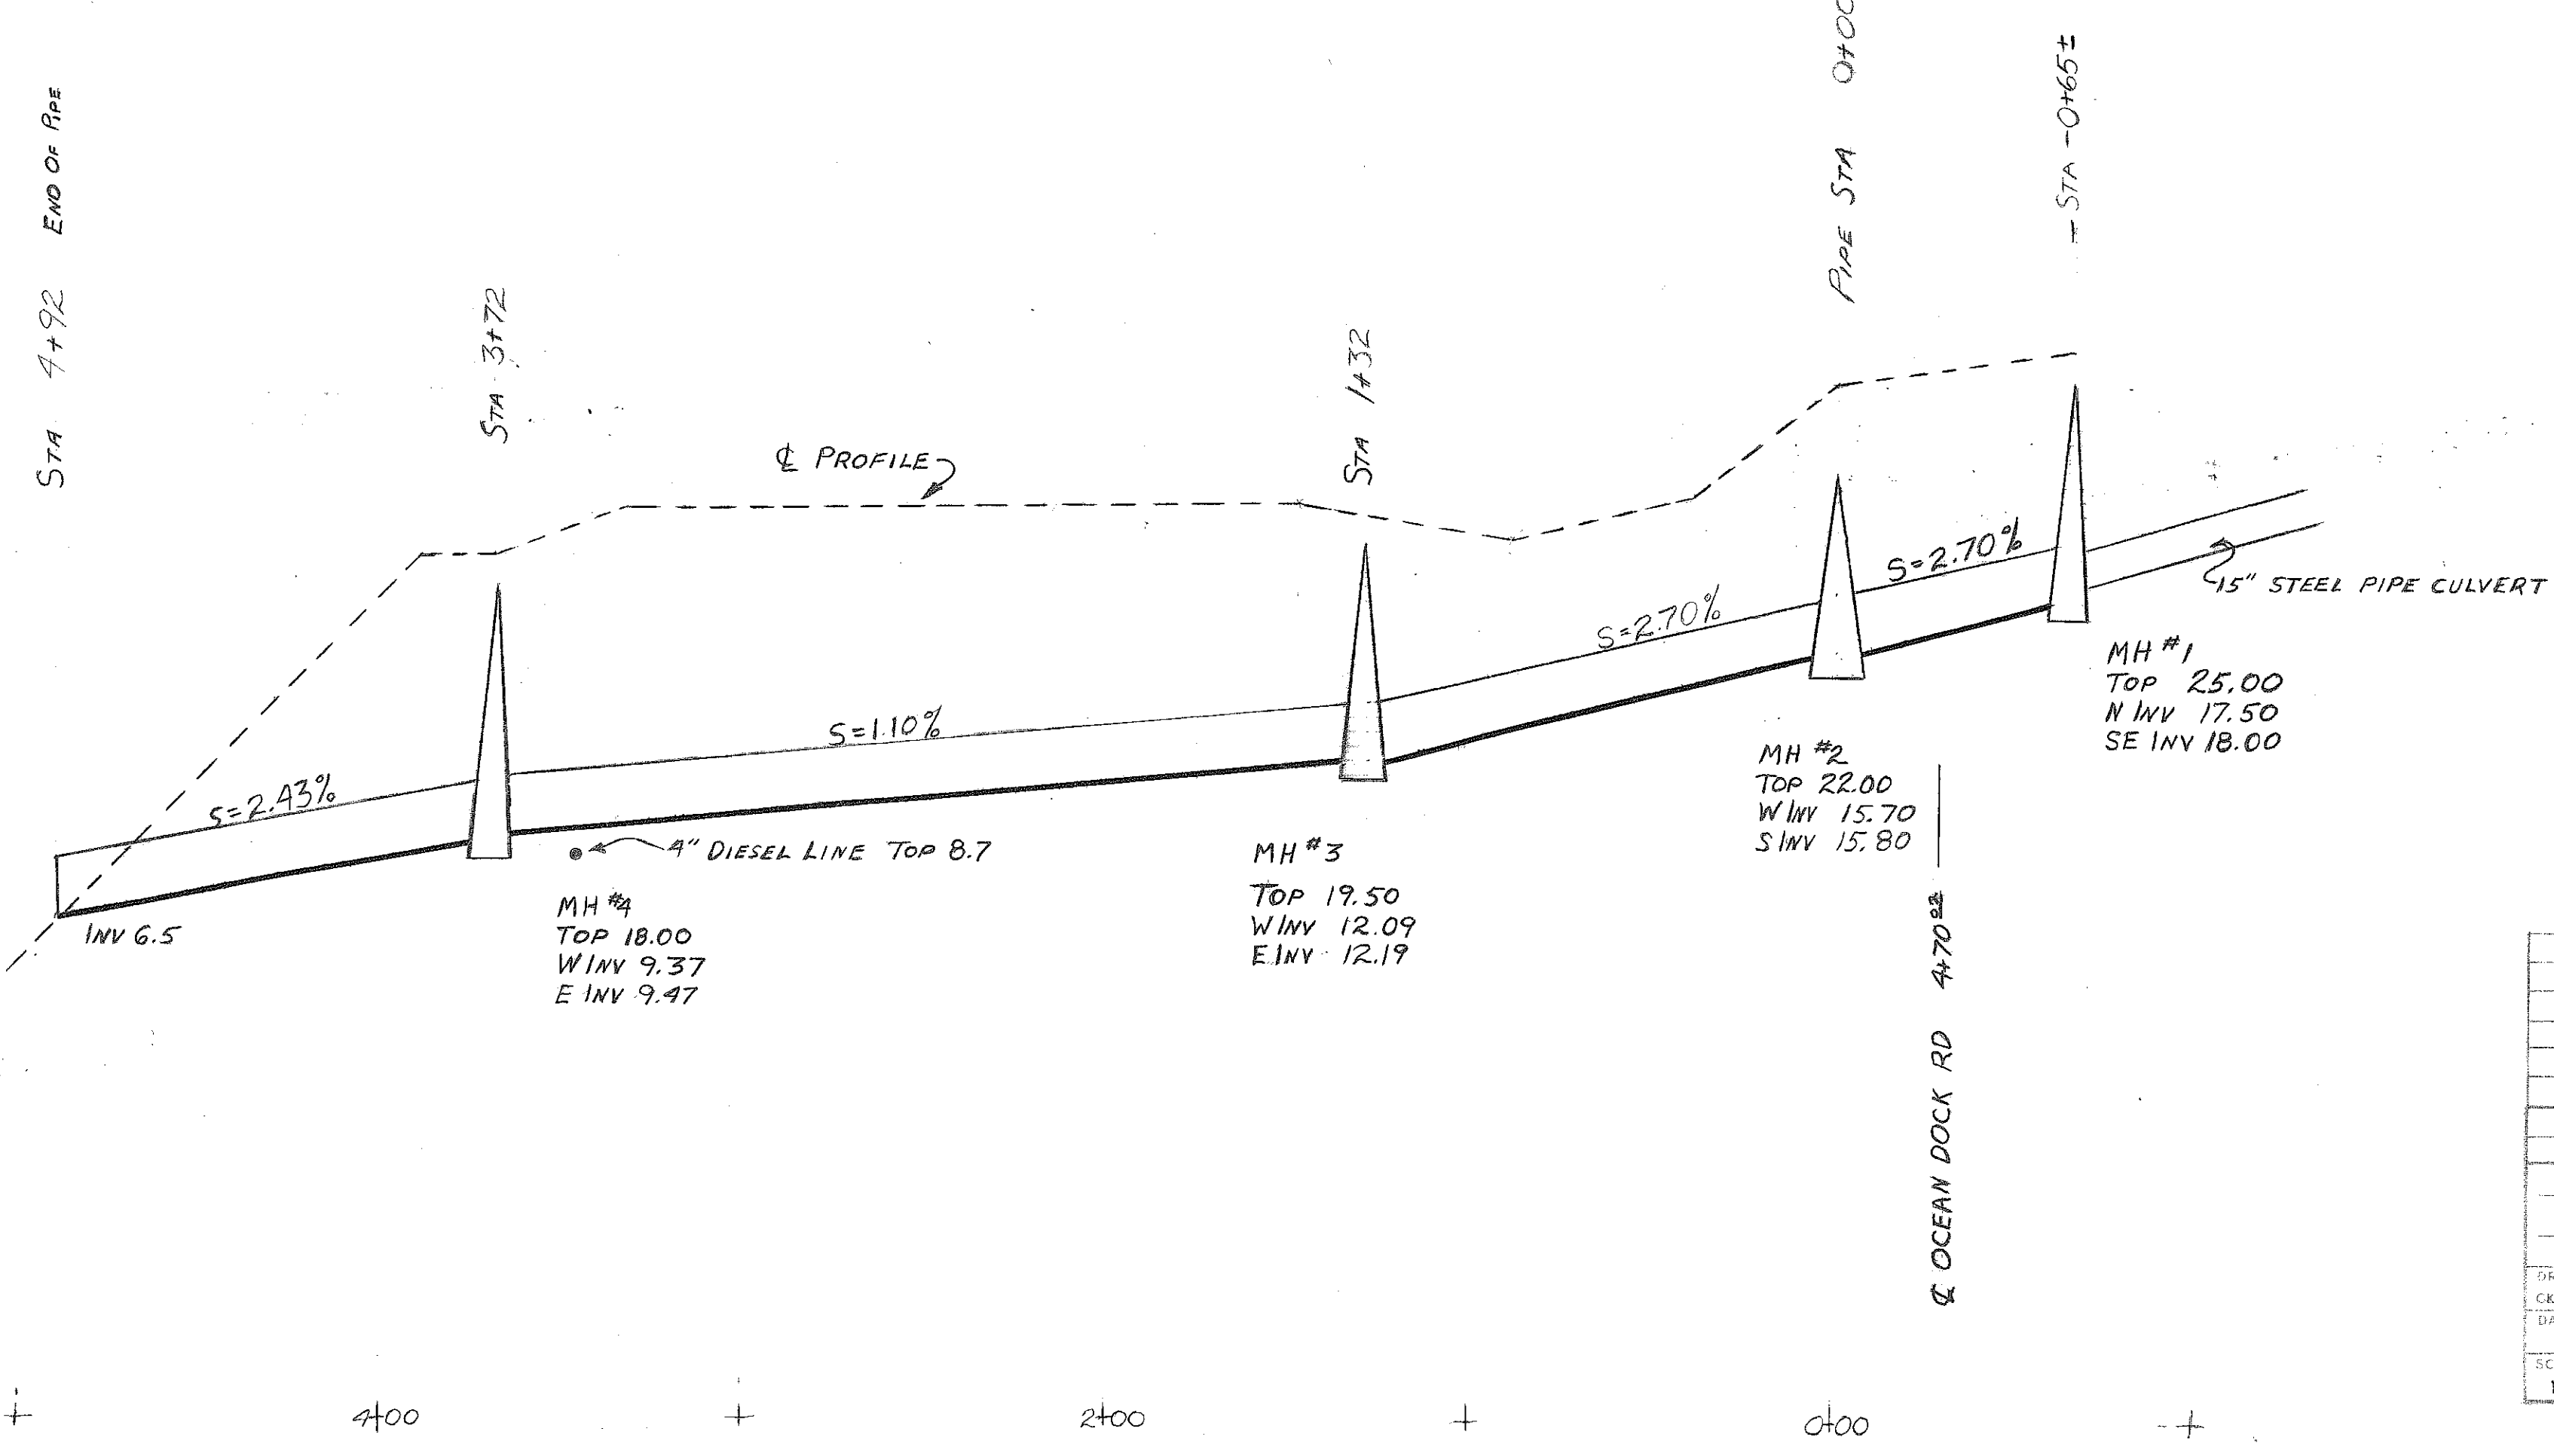 STA 4+92 END OF PIPE
STA 3+72
STA 1+32
PIPE STA 0+00
STA -0+65±
℄ PROFILE
S=2.43%
S=1.10%
S=2.70%
S=2.70%
15" STEEL PIPE CULVERT
INV 6.5
4" DIESEL LINE TOP 8.7
MH #4
TOP 18.00
W INV 9.37
E INV 9.47
MH #3
TOP 19.50
W INV 12.09
E INV 12.19
MH #2
TOP 22.00
W INV 15.70
S INV 15.80
MH #1
TOP 25.00
N INV 17.50
SE INV 18.00
℄ OCEAN DOCK RD 4+70
4+00
2+00
0+00
CK
DA
SC